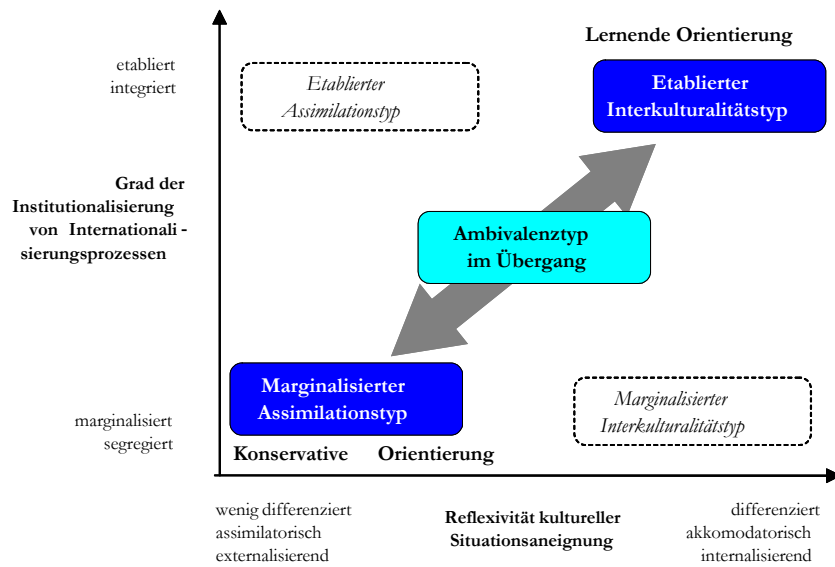 Lernende Orientierung
etabliert
integriert
Etablierter
Assimilationstyp
Etablierter
Interkulturalitätstyp
Grad der
Institutionalisierung
von Internationali-
sierungsprozessen
Ambivalenztyp
im Übergang
Marginalisierter
Assimilationstyp
Marginalisierter
Interkulturalitätstyp
marginalisiert
segregiert
Konservative Orientierung
wenig differenziert
assimilatorisch
externalisierend
Reflexivität kultureller
Situationsaneignung
differenziert
akkomodatorisch
internalisierend